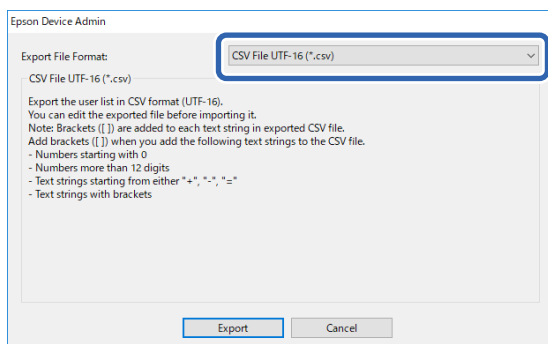 Epson Device Admin
Export File Format:
CSV File UTF-16 (*.csv)
CSV File UTF-16 (*.csv)
Export the user list in CSV format (UTF-16).
You can edit the exported file before importing it.
Note: Brackets ([ ]) are added to each text string in exported CSV file.
Add brackets ([ ]) when you add the following text strings to the CSV file.
- Numbers starting with 0
- Numbers more than 12 digits
- Text strings starting from either "+", "-", "="
- Text strings with brackets
Export
Cancel